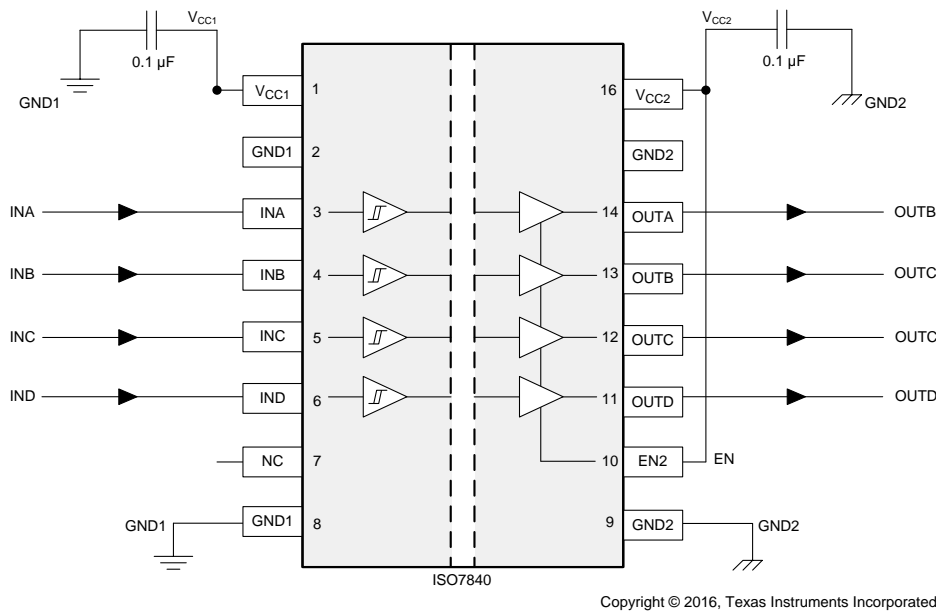 VCC1
VCC2
0.1 µF
0.1 µF
GND1
GND2
VCC1 1
16 VCC2
GND1 2
GND2
INA INA 3
14 OUTA OUTB
INB INB 4
13 OUTB OUTC
INC INC 5
12 OUTC OUTC
IND IND 6
11 OUTD OUTD
NC 7
10 EN2 EN
GND1 GND1 8
9 GND2 GND2
ISO7840
Copyright © 2016, Texas Instruments Incorporated